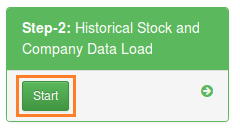 Step-2: Historical Stock and
Company Data Load
Start